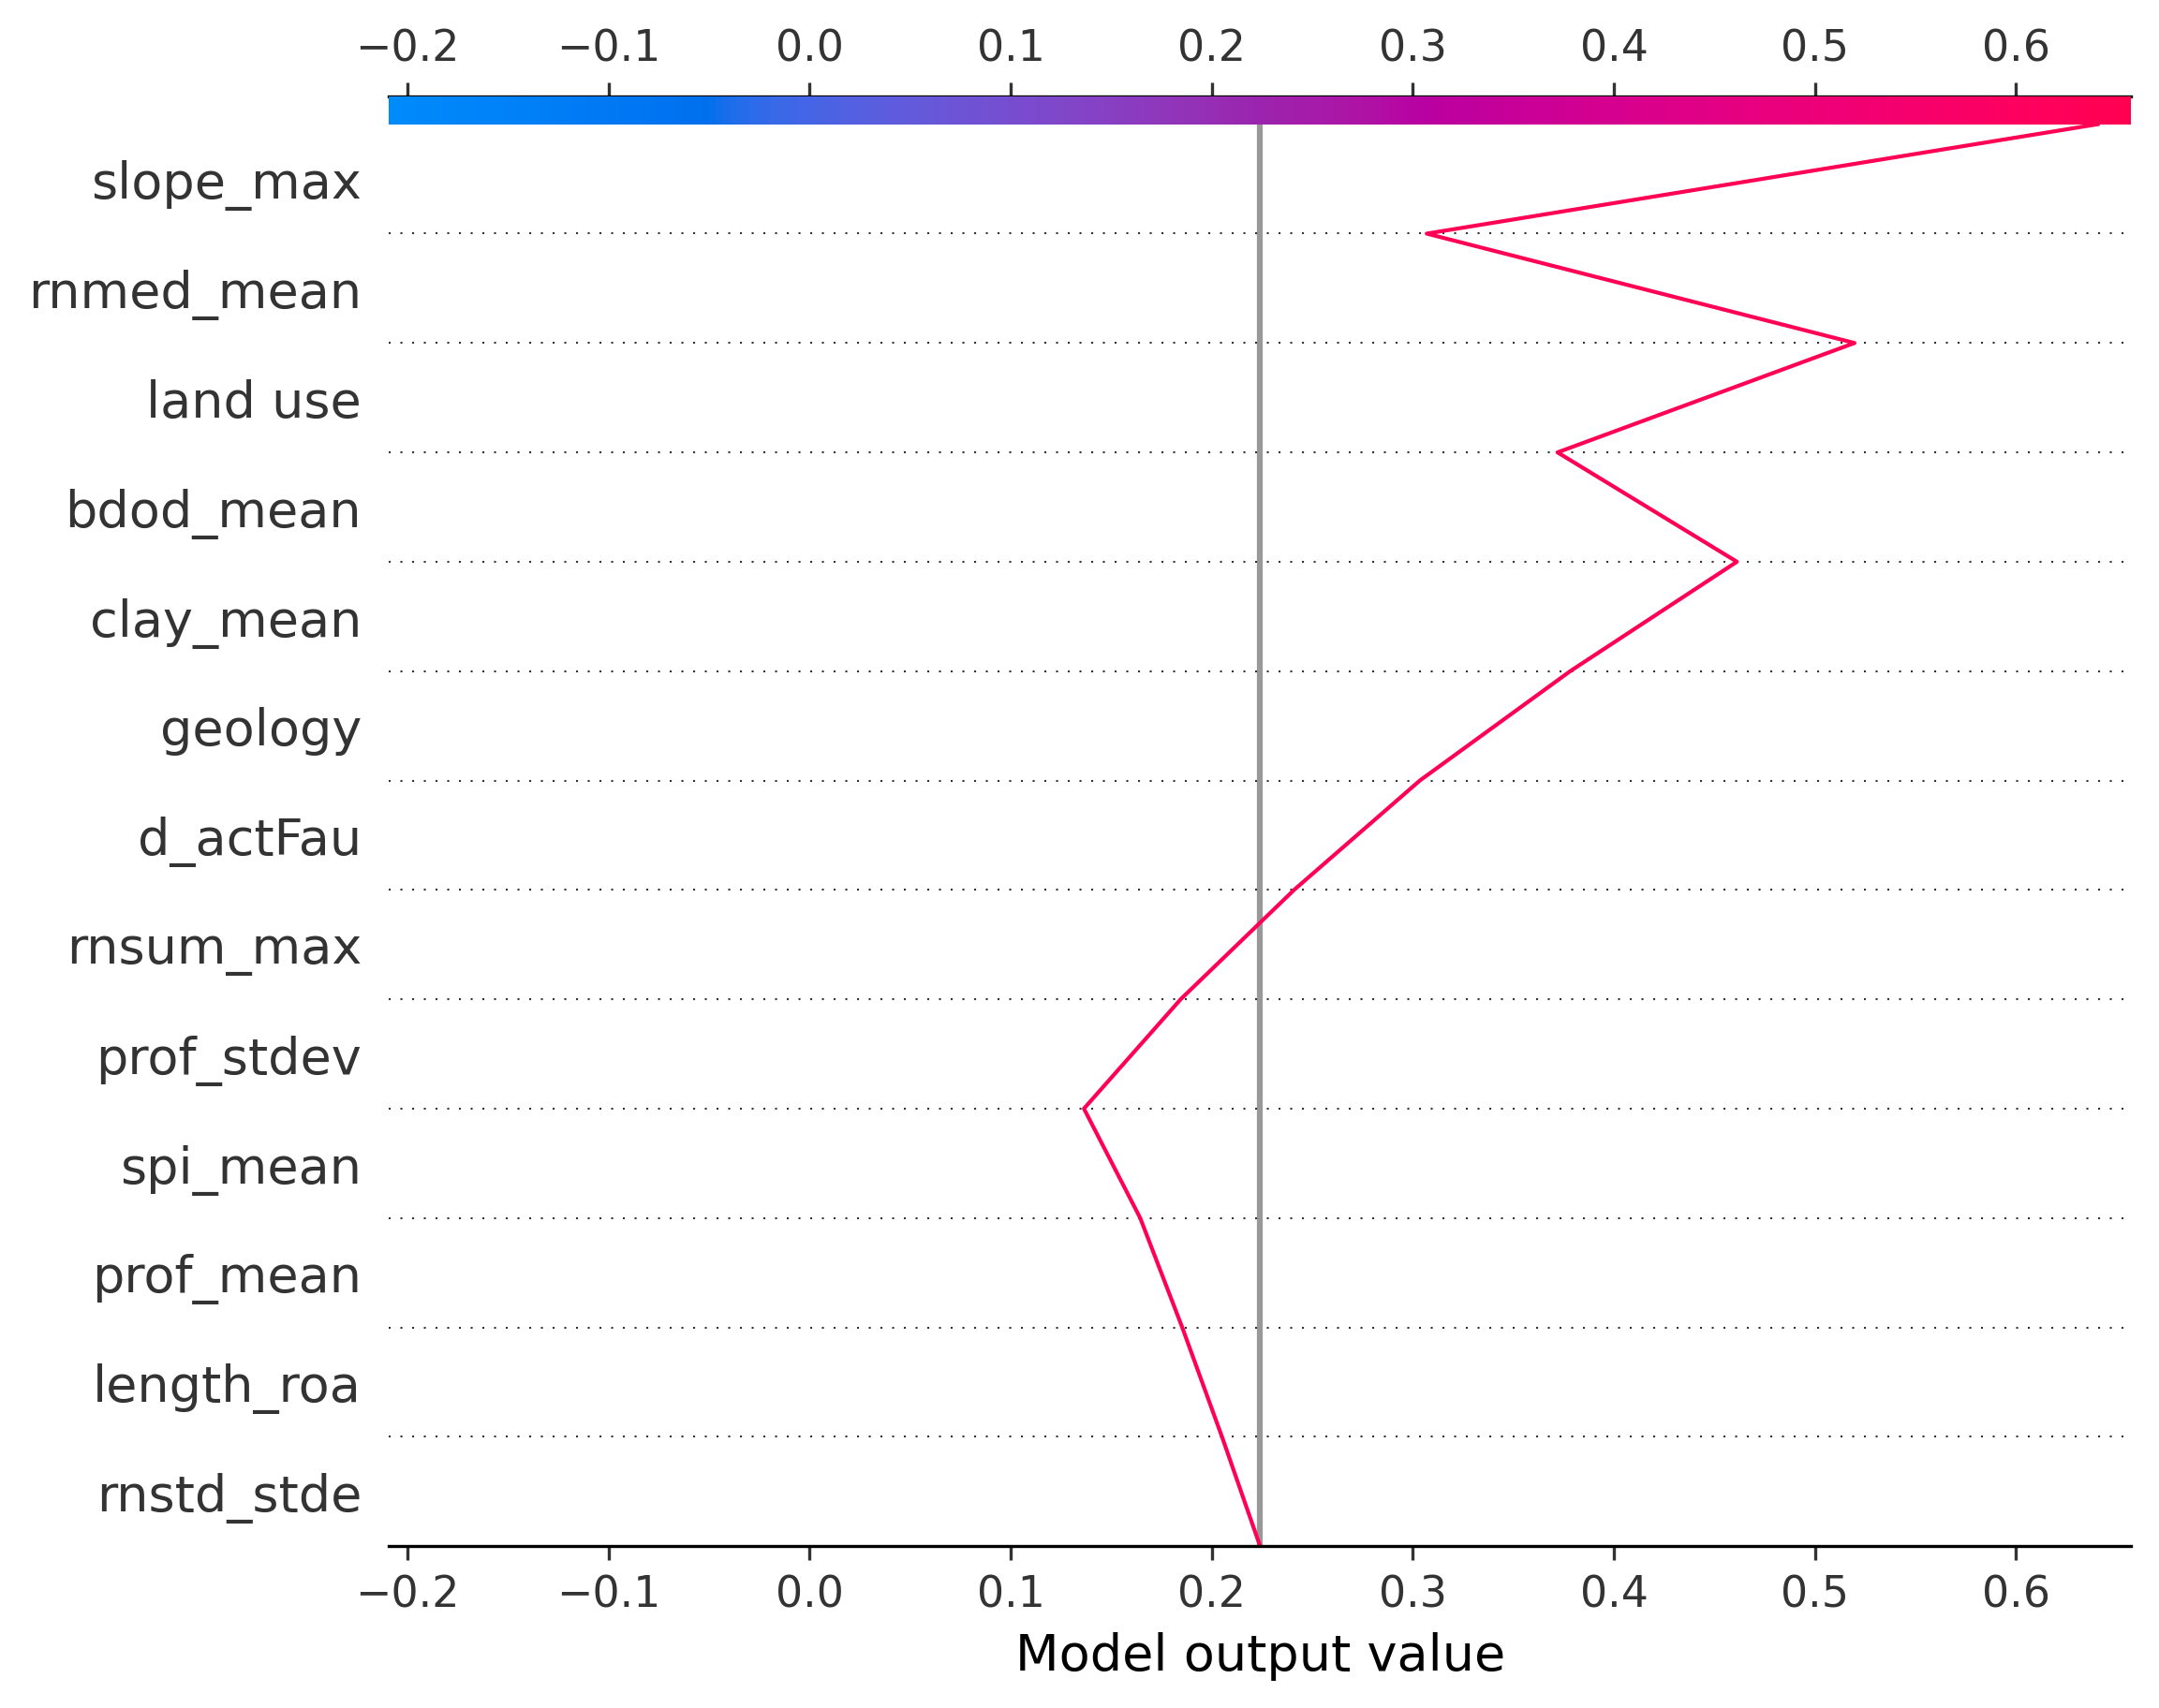 −0.2 −0.1 0.0 0.1 0.2 0.3 0.4 0.5 0.6
slope_max
rnmed_mean
land use
bdod_mean
clay_mean
geology
d_actFau
rnsum_max
prof_stdev
spi_mean
prof_mean
length_roa
rnstd_stde
−0.2 −0.1 0.0 0.1 0.2 0.3 0.4 0.5 0.6
Model output value